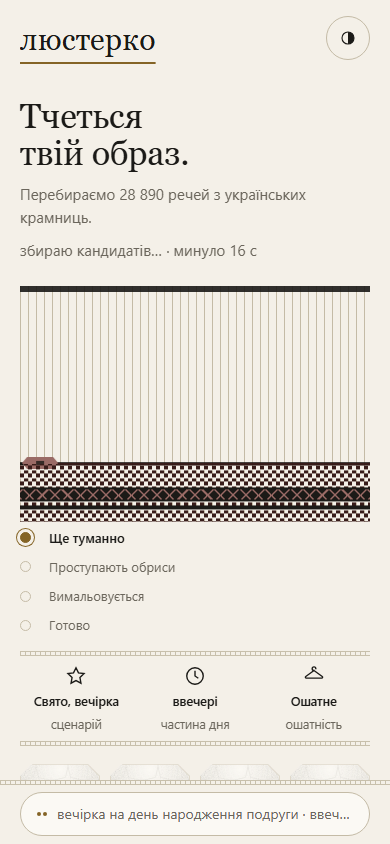 люстерко
Тчеться
твій образ.
Перебираємо 28 890 речей з українських
крамниць.
збираю кандидатів... · минуло 16 с
Ще туманно
Проступають обриси
Вимальовується
Готово
Свято, вечірка
сценарій
ввечері
частина дня
Ошатне
ошатність
вечірка на день народження подруги · ввеч...